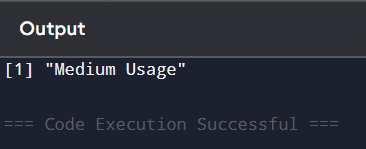 Output
[1] "Medium Usage"
=== Code Execution Successful ===